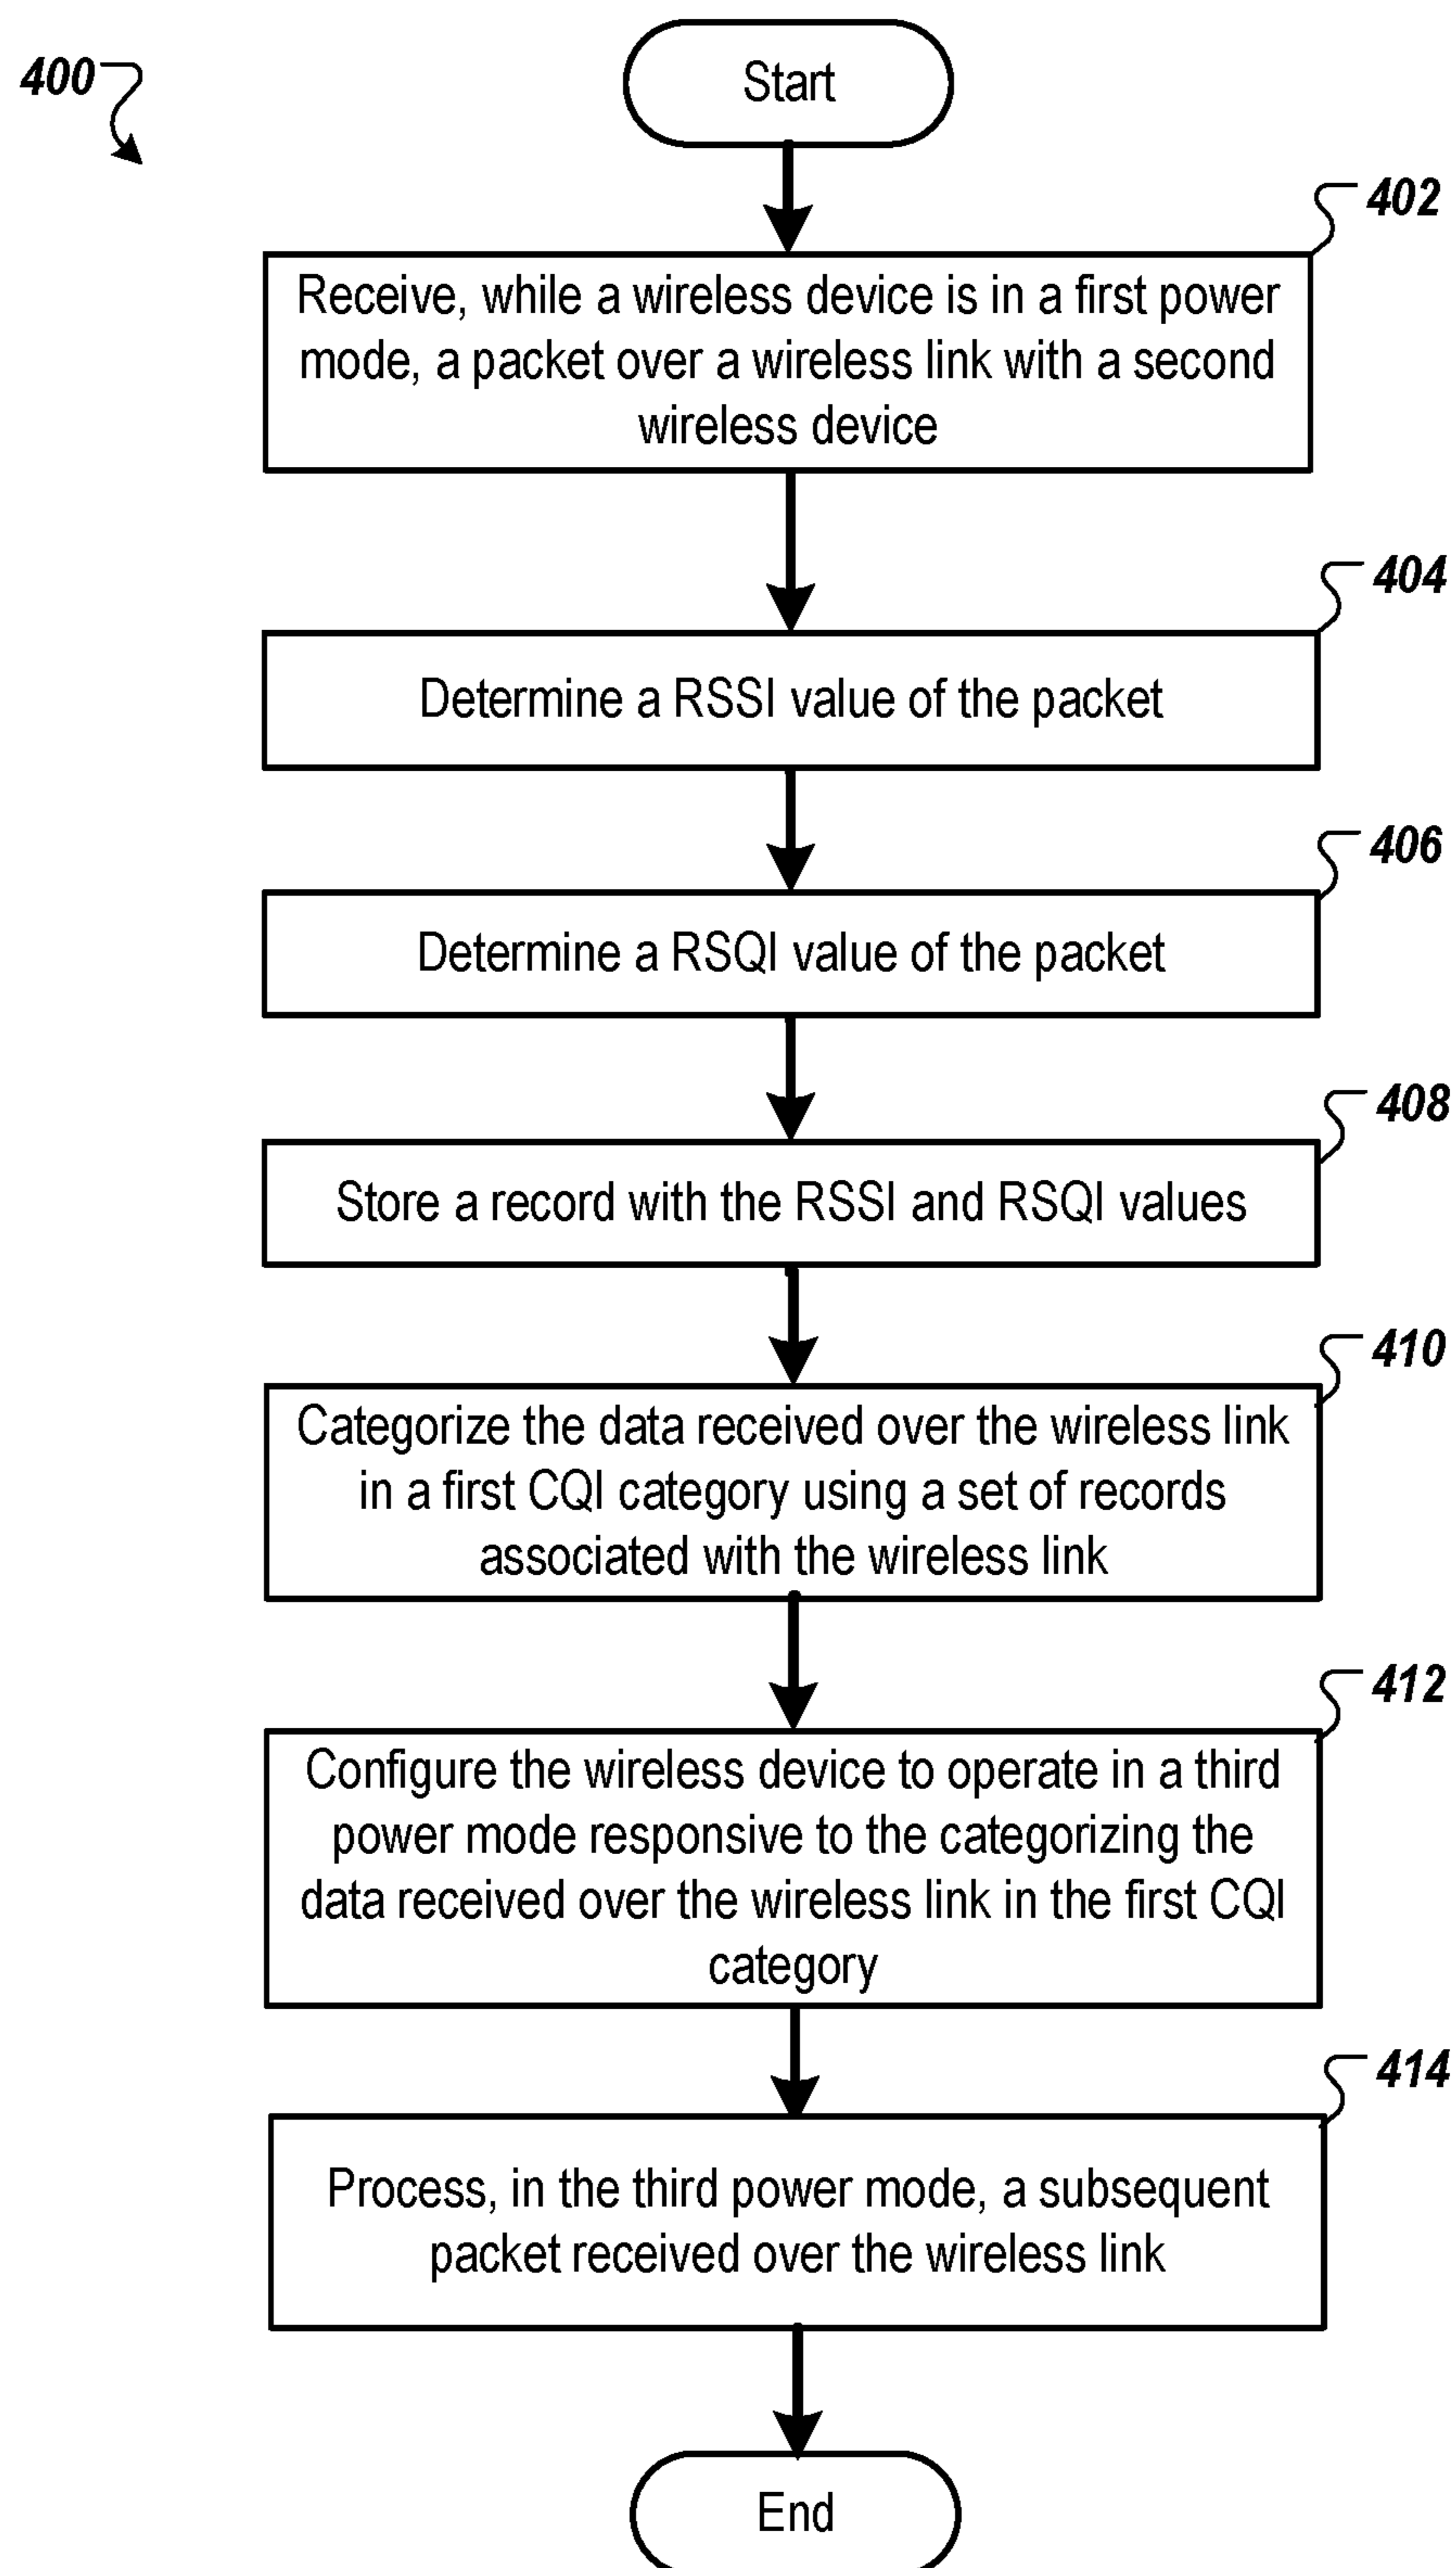 400
Start
402
Receive, while a wireless device is in a first power
mode, a packet over a wireless link with a second
wireless device
404
Determine a RSSI value of the packet
406
Determine a RSQI value of the packet
408
Store a record with the RSSI and RSQI values
410
Categorize the data received over the wireless link
in a first CQI category using a set of records
associated with the wireless link
412
Configure the wireless device to operate in a third
power mode responsive to the categorizing the
data received over the wireless link in the first CQI
category
414
Process, in the third power mode, a subsequent
packet received over the wireless link
End